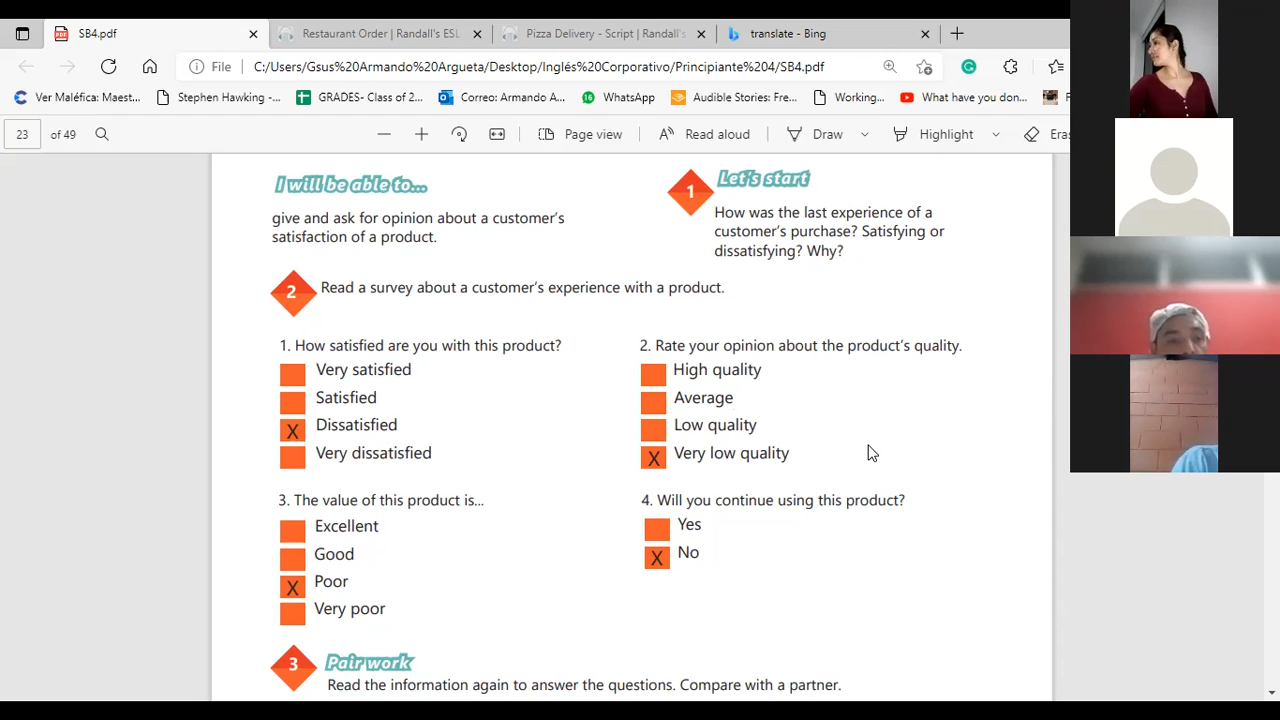 SB4.pdf
Restaurant Order | Randall's ESL
Pizza Delivery - Script | Randall's
translate - Bing
File
C:/Users/Gsus%20Armando%20Argueta/Desktop/Inglés%20Corporativo/Principiante%204/SB4.pdf
Ver Maléfica: Maest...
Stephen Hawking -...
GRADES- Class of 2...
Correo: Armando A...
16
WhatsApp
Audible Stories: Fre...
Working...
What have you don...
23
of 49
Page view
Read aloud
Draw
Highlight
Eras
I will be able to...
give and ask for opinion about a customer's
satisfaction of a product.
1
Let's start
How was the last experience of a
customer's purchase? Satisfying or
dissatisfying? Why?
2
Read a survey about a customer's experience with a product.
1. How satisfied are you with this product?
Very satisfied
Satisfied
X Dissatisfied
Very dissatisfied
2. Rate your opinion about the product's quality.
High quality
Average
Low quality
X Very low quality
3. The value of this product is...
Excellent
Good
X Poor
Very poor
4. Will you continue using this product?
Yes
X No
3
Pair work
Read the information again to answer the questions. Compare with a partner.